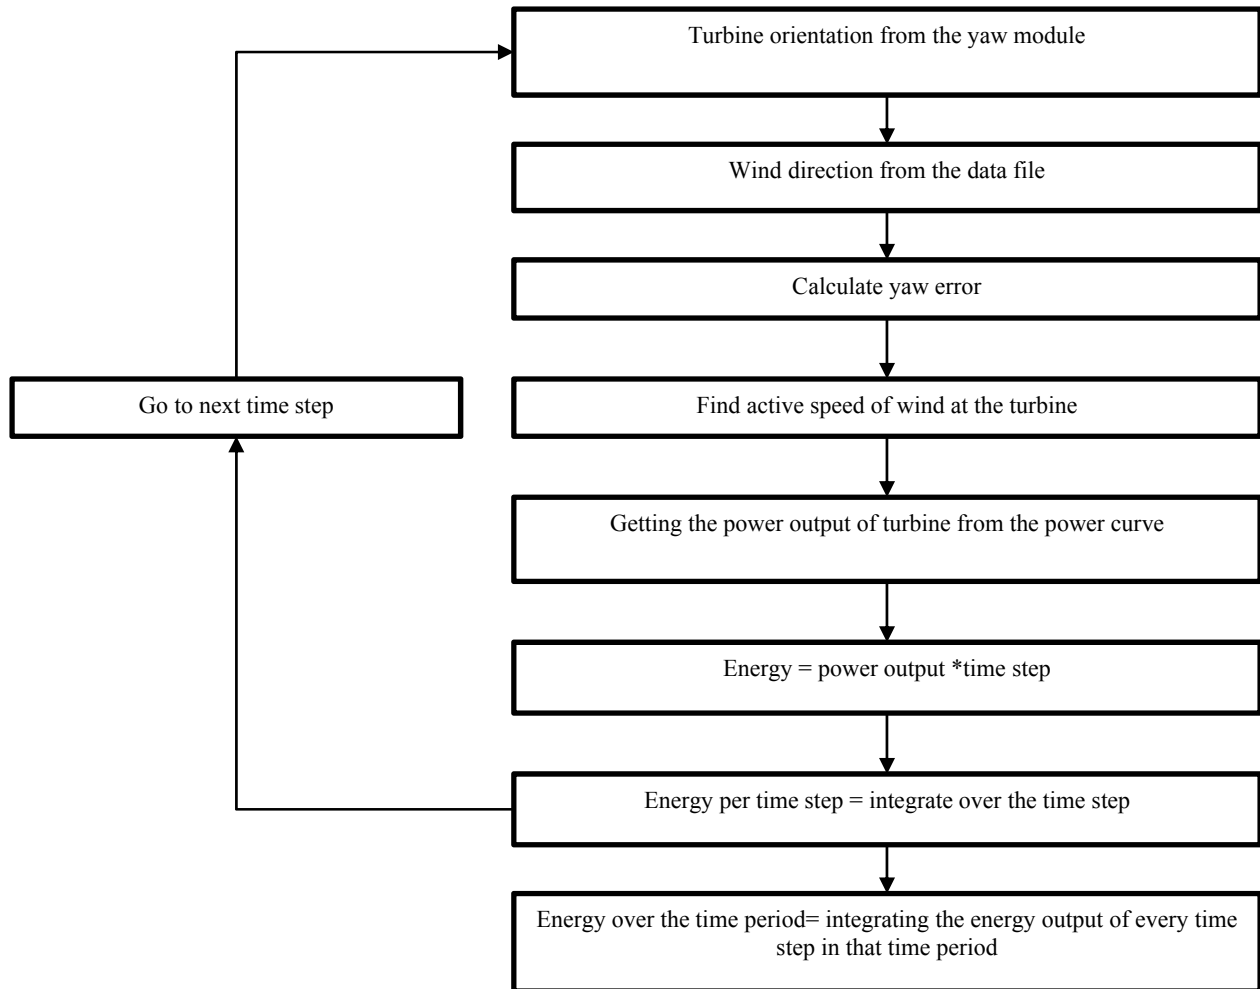 Turbine orientation from the yaw module
Wind direction from the data file
Calculate yaw error
Go to next time step
Find active speed of wind at the turbine
Getting the power output of turbine from the power curve
Energy = power output *time step
Energy per time step = integrate over the time step
Energy over the time period= integrating the energy output of every time
step in that time period